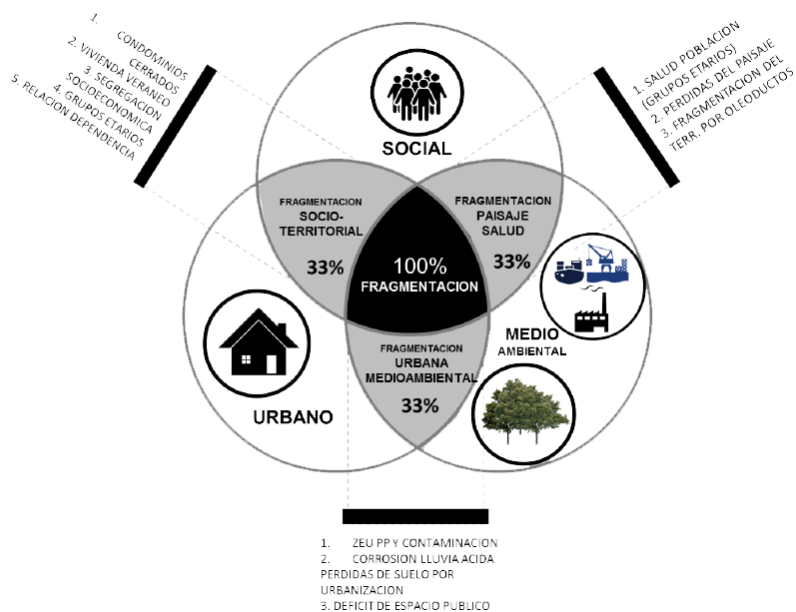 1. CONDOMINIOS
CERRADOS
2. VIVIENDA VERANEO
3. SEGREGACION
SOCIOECONOMICA
4. GRUPOS ETARIOS
5. RELACION DEPENDENCIA
1. SALUD POBLACION
(GRUPOS ETARIOS)
2. PERDIDAS DEL PAISAJE
3. FRAGMENTACION DEL
TERR. POR OLEODUCTOS
SOCIAL
FRAGMENTACION
SOCIO-
TERRITORIAL
33%
FRAGMENTACION
PAISAJE
SALUD
33%
100%
FRAGMENTACION
MEDIO
AMBIENTAL
FRAGMENTACION
URBANA
MEDIOAMBIENTAL
33%
URBANO
1. ZEU PP Y CONTAMINACION
2. CORROSION LLUVIA ACIDA
PERDIDAS DE SUELO POR
URBANIZACION
3. DEFICIT DE ESPACIO PUBLICO